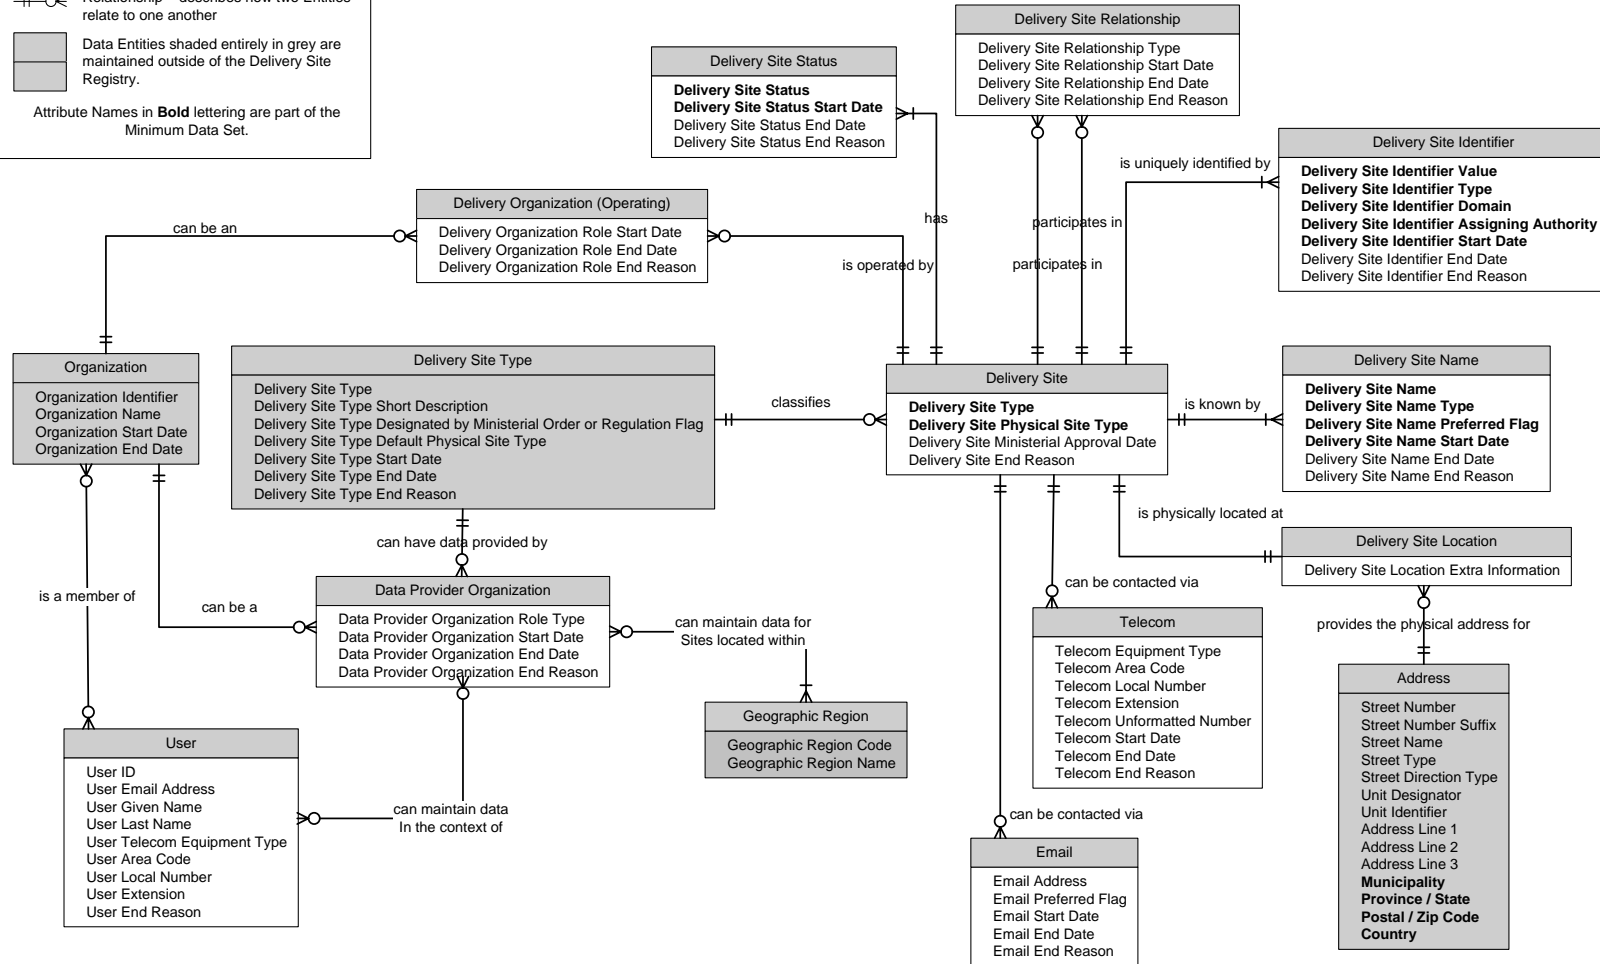 Relationship – describes how two Entities
relate to one another
Data Entities shaded entirely in grey are
maintained outside of the Delivery Site
Registry.
Attribute Names in Bold lettering are part of the
Minimum Data Set.
Delivery Site Relationship
Delivery Site Relationship Type
Delivery Site Relationship Start Date
Delivery Site Relationship End Date
Delivery Site Relationship End Reason
Delivery Site Status
Delivery Site Status
Delivery Site Status Start Date
Delivery Site Status End Date
Delivery Site Status End Reason
is uniquely identified by
Delivery Site Identifier
Delivery Site Identifier Value
Delivery Site Identifier Type
Delivery Site Identifier Domain
Delivery Site Identifier Assigning Authority
Delivery Site Identifier Start Date
Delivery Site Identifier End Date
Delivery Site Identifier End Reason
can be an
Delivery Organization (Operating)
Delivery Organization Role Start Date
Delivery Organization Role End Date
Delivery Organization Role End Reason
is operated by
has
participates in
participates in
Organization
Organization Identifier
Organization Name
Organization Start Date
Organization End Date
Delivery Site Type
Delivery Site Type
Delivery Site Type Short Description
Delivery Site Type Designated by Ministerial Order or Regulation Flag
Delivery Site Type Default Physical Site Type
Delivery Site Type Start Date
Delivery Site Type End Date
Delivery Site Type End Reason
classifies
Delivery Site
Delivery Site Type
Delivery Site Physical Site Type
Delivery Site Ministerial Approval Date
Delivery Site End Reason
is known by
Delivery Site Name
Delivery Site Name
Delivery Site Name Type
Delivery Site Name Preferred Flag
Delivery Site Name Start Date
Delivery Site Name End Date
Delivery Site Name End Reason
is physically located at
Delivery Site Location
Delivery Site Location Extra Information
can have data provided by
is a member of
can be a
Data Provider Organization
Data Provider Organization Role Type
Data Provider Organization Start Date
Data Provider Organization End Date
Data Provider Organization End Reason
can maintain data for
Sites located within
can be contacted via
Telecom
Telecom Equipment Type
Telecom Area Code
Telecom Local Number
Telecom Extension
Telecom Unformatted Number
Telecom Start Date
Telecom End Date
Telecom End Reason
provides the physical address for
Address
Street Number
Street Number Suffix
Street Name
Street Type
Street Direction Type
Unit Designator
Unit Identifier
Address Line 1
Address Line 2
Address Line 3
Municipality
Province / State
Postal / Zip Code
Country
Geographic Region
Geographic Region Code
Geographic Region Name
User
User ID
User Email Address
User Given Name
User Last Name
User Telecom Equipment Type
User Area Code
User Local Number
User Extension
User End Reason
can maintain data
In the context of
can be contacted via
Email
Email Address
Email Preferred Flag
Email Start Date
Email End Date
Email End Reason